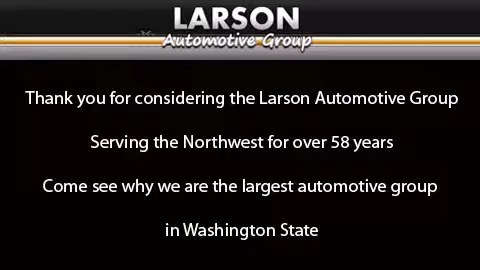 LARSON
Automotive Group
Thank you for considering the Larson Automotive Group
Serving the Northwest for over 58 years
Come see why we are the largest automotive group
in Washington State